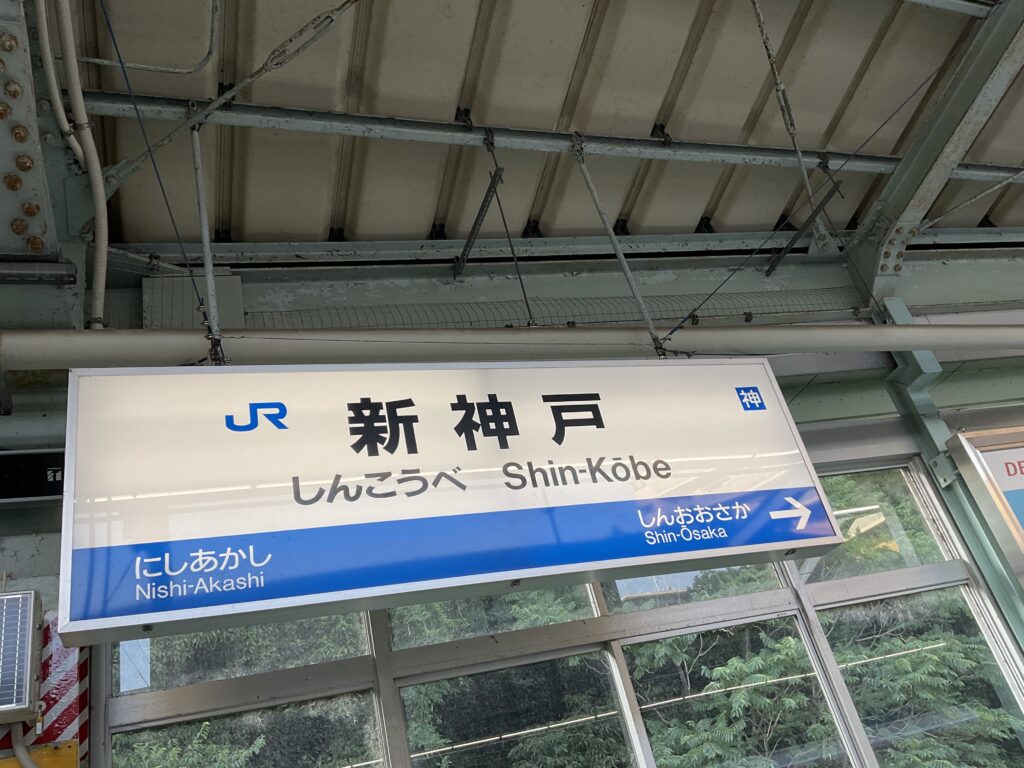 JR 新神戸 神
しんこうべ Shin-Kōbe
にしあかし
Nishi-Akashi
しんおおさか →
Shin-Ōsaka